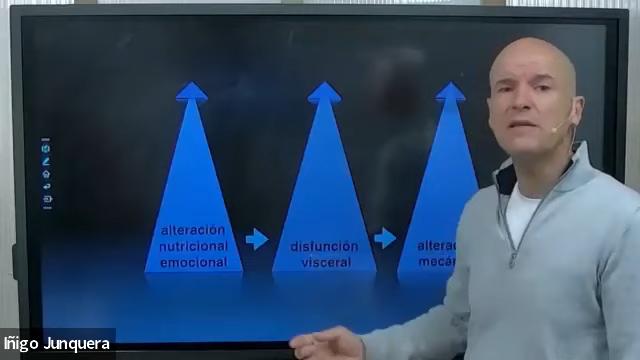 alteración
nutricional
emocional
disfunción
visceral
Iñigo Junquera